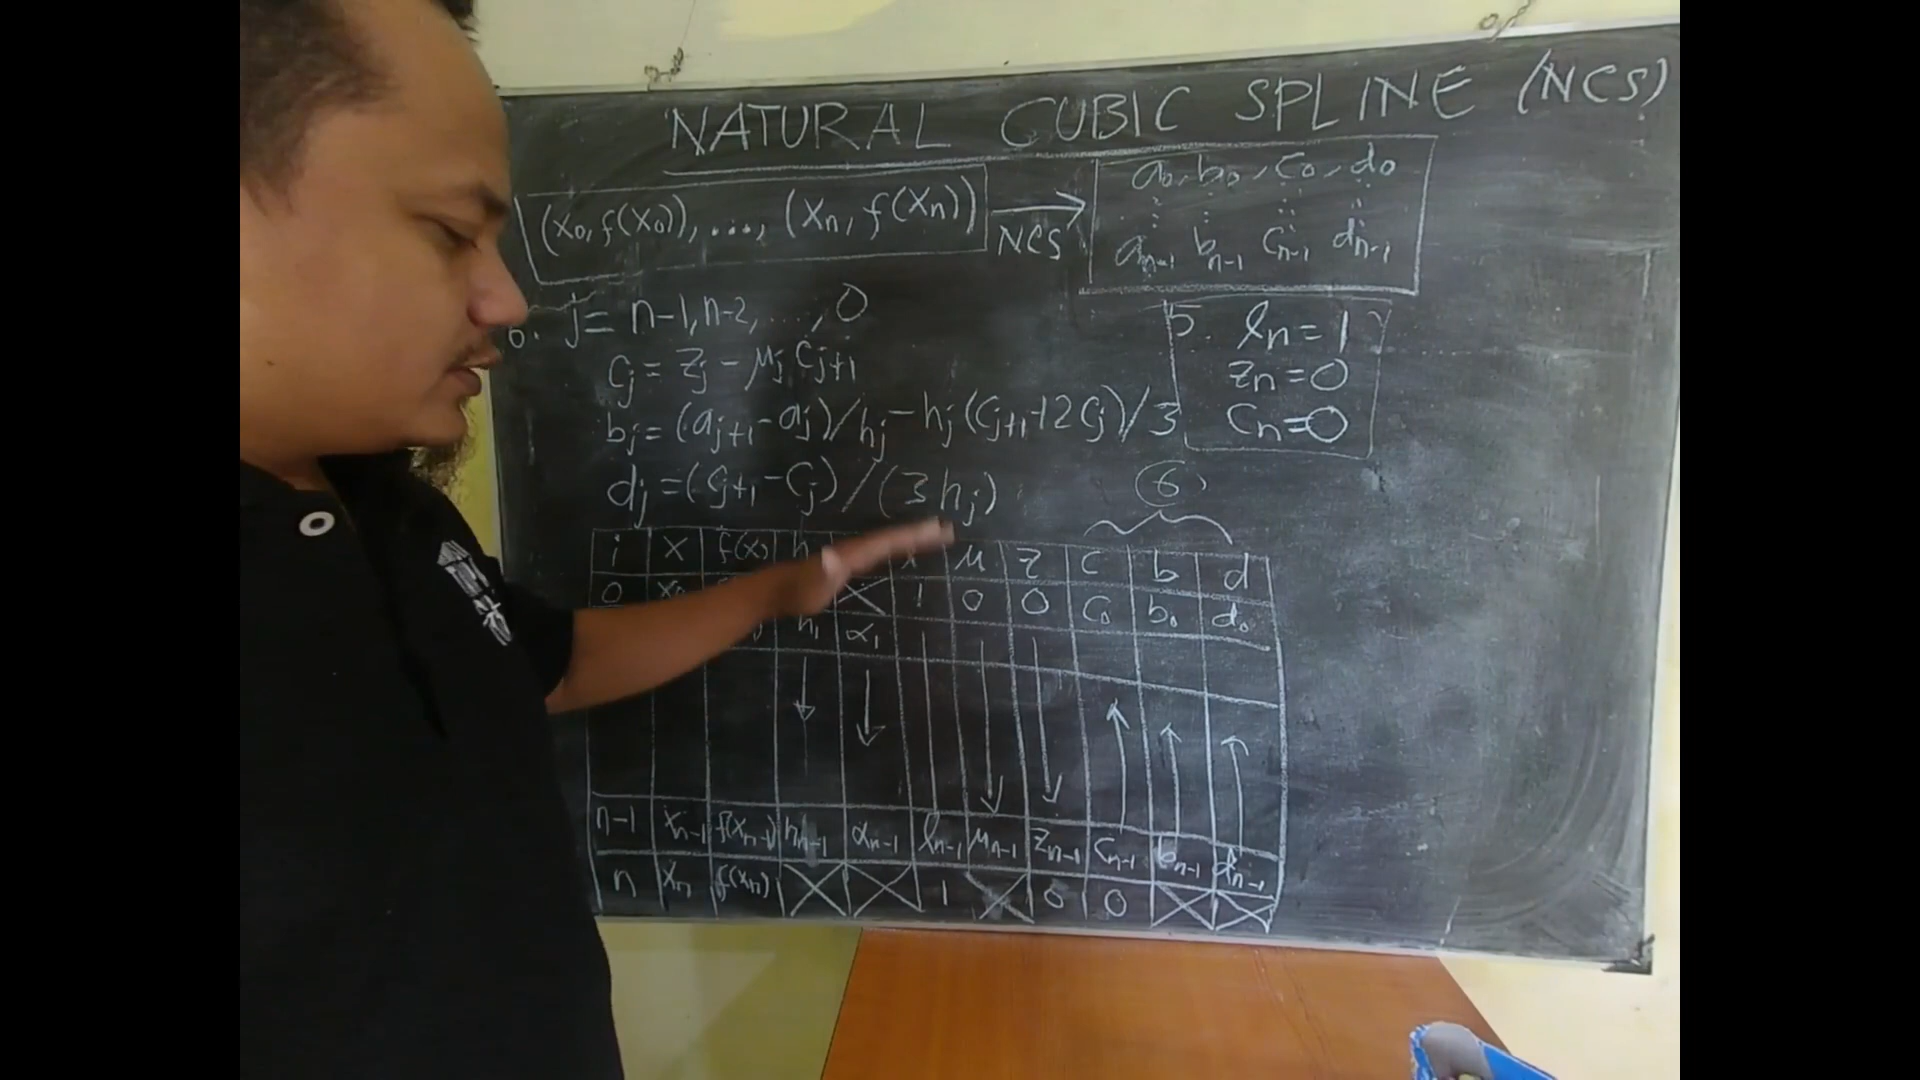 NATURAL CUBIC SPLINE (NCS)
(x₀, f(x₀)), ..., (xₙ, f(xₙ)) → NCS
a₀, b₀, c₀, d₀
aₙ₋₁ bₙ₋₁ cₙ₋₁ dₙ₋₁
6. j = n-1, n-2, ..., 0
cⱼ = zⱼ - μⱼ cⱼ₊₁
bⱼ = (aⱼ₊₁ - aⱼ)/hⱼ - hⱼ(cⱼ₊₁ + 2cⱼ)/3
dⱼ = (cⱼ₊₁ - cⱼ)/(3hⱼ)
5. lₙ = 1
zₙ = 0
cₙ = 0
6
i x f(x) h μ z c b d
0 x₀ 1 0 0 c₀ b₀ d₀
h₁ α₁
n-1 xₙ₋₁ f(xₙ₋₁) hₙ₋₁ αₙ₋₁ lₙ₋₁ μₙ₋₁ zₙ₋₁ cₙ₋₁ bₙ₋₁ dₙ₋₁
n xₙ f(xₙ) 1 0 0